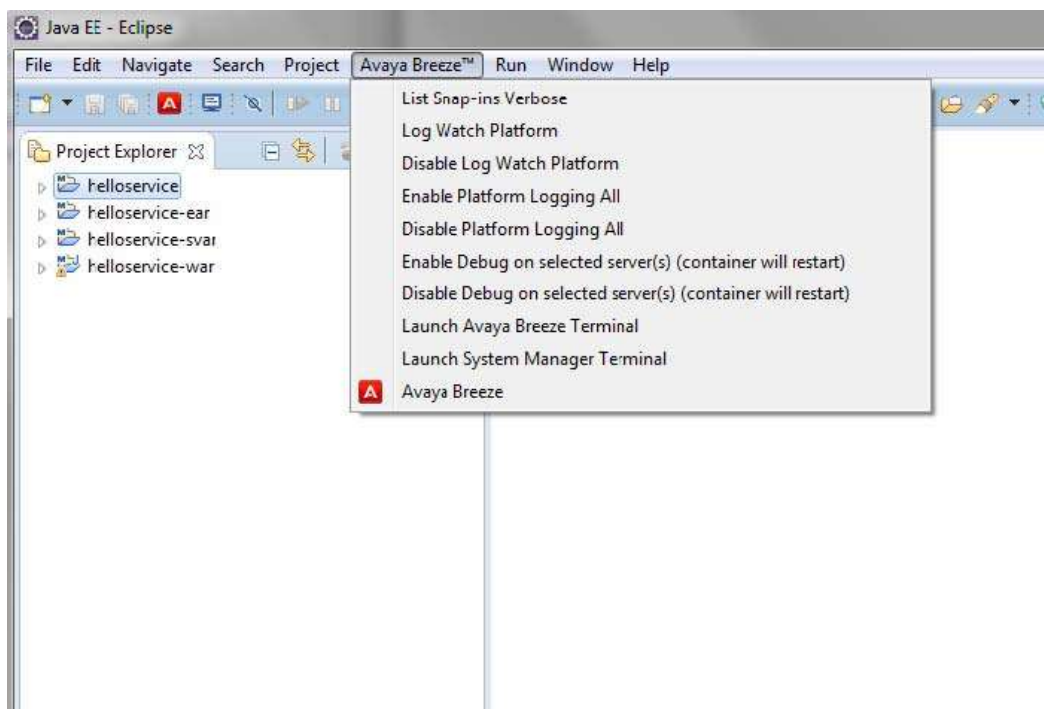 Java EE - Eclipse
File Edit Navigate Search Project Avaya Breeze™ Run Window Help
A
List Snap-ins Verbose
Log Watch Platform
Disable Log Watch Platform
Enable Platform Logging All
Disable Platform Logging All
Enable Debug on selected server(s) (container will restart)
Disable Debug on selected server(s) (container will restart)
Launch Avaya Breeze Terminal
Launch System Manager Terminal
A Avaya Breeze
Project Explorer
helloservice
helloservice-ear
helloservice-svar
helloservice-war